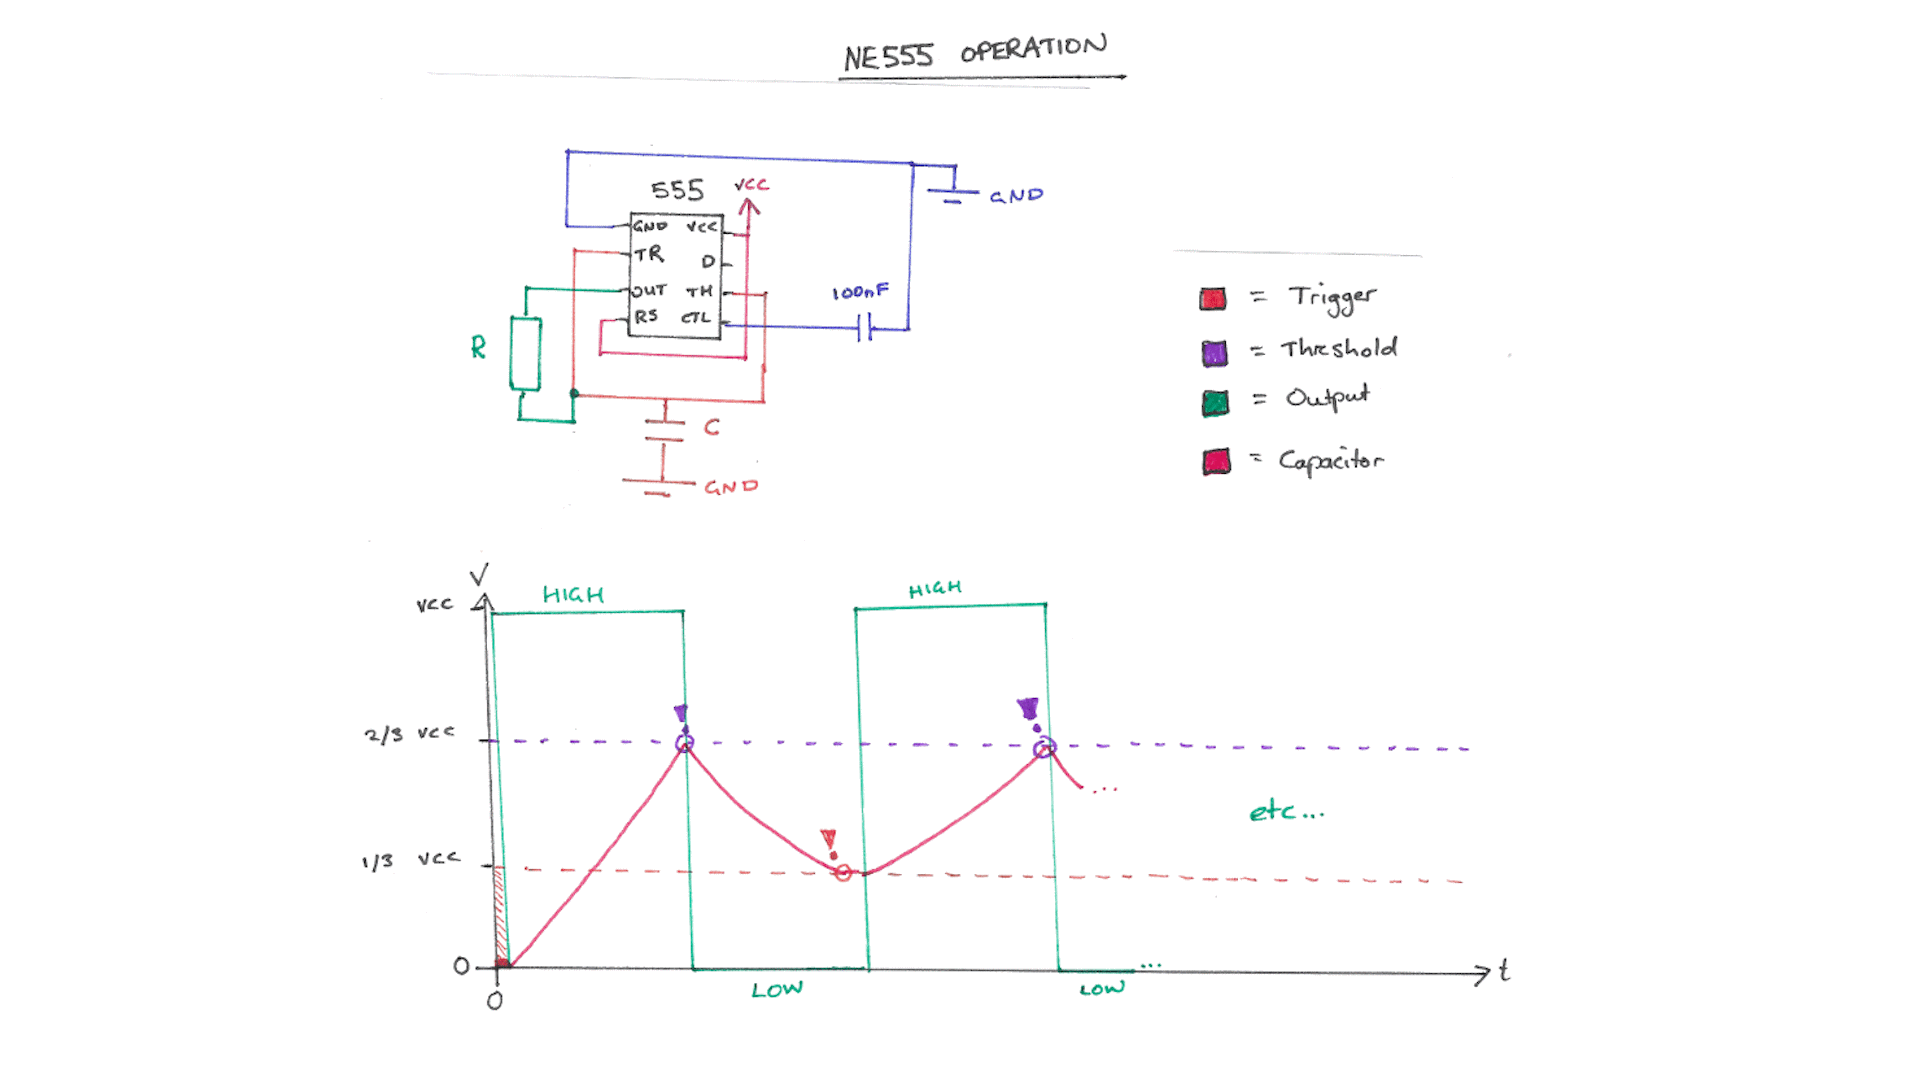 NE555 OPERATION
555
VCC
GND
GND VCC
TR D
OUT TH
RS CTL
100nF
R
C
GND
= Trigger
= Threshold
= Output
= Capacitor
V
VCC
HIGH
HIGH
2/3 VCC
etc...
1/3 VCC
0
t
LOW
LOW
0